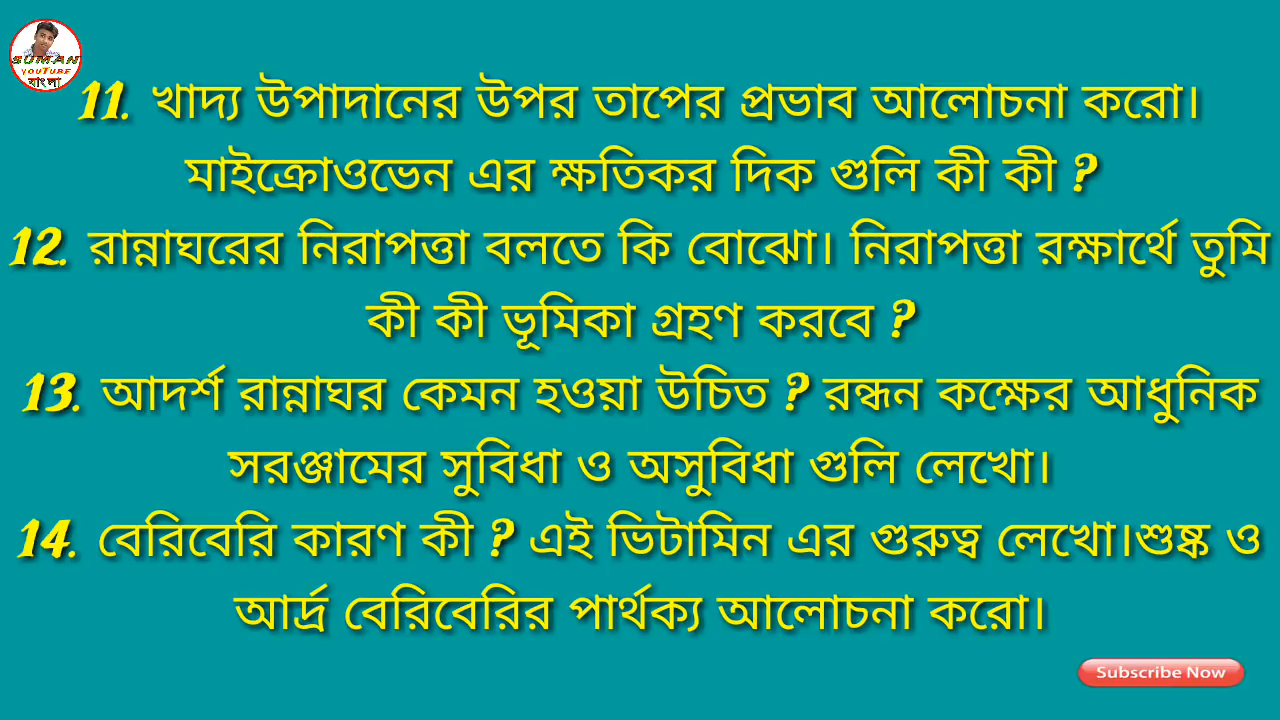 SUMAN
YOUTUBE
বাংলা
11. খাদ্য উপাদানের উপর তাপের প্রভাব আলোচনা করো।
মাইক্রোওভেন এর ক্ষতিকর দিক গুলি কী কী ?
12. রান্নাঘরের নিরাপত্তা বলতে কি বোঝো। নিরাপত্তা রক্ষার্থে তুমি
কী কী ভূমিকা গ্রহণ করবে ?
13. আদর্শ রান্নাঘর কেমন হওয়া উচিত ? রন্ধন কক্ষের আধুনিক
সরঞ্জামের সুবিধা ও অসুবিধা গুলি লেখো।
14. বেরিবেরি কারণ কী ? এই ভিটামিন এর গুরুত্ব লেখো।শুষ্ক ও
আর্দ্র বেরিবেরির পার্থক্য আলোচনা করো।
Subscribe Now